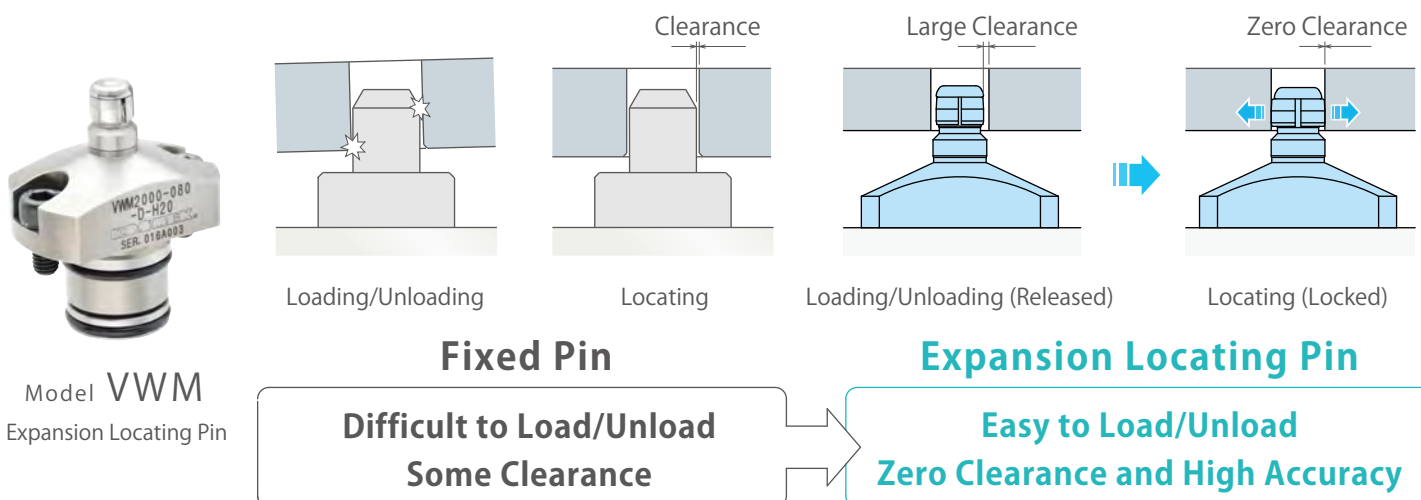 Clearance
Large Clearance
Zero Clearance
VWM2000-080
-D-H20
KOSMEK
SER. 016A003
Loading/Unloading
Locating
Loading/Unloading (Released)
Locating (Locked)
Model VWM
Expansion Locating Pin
Fixed Pin
Difficult to Load/Unload
Some Clearance
Expansion Locating Pin
Easy to Load/Unload
Zero Clearance and High Accuracy